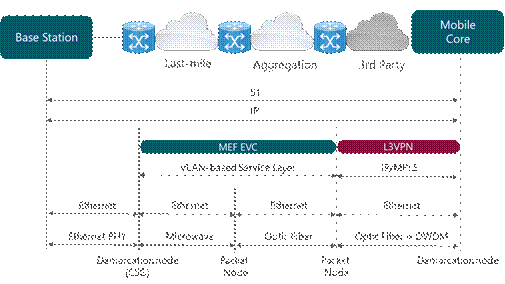 Base Station
Mobile
Core
Last-mile
Aggregation
3rd Party
S1
IP
MEF EVC
L3VPN
VLAN-based Service Layer
IP/MPLS
Ethernet
Ethernet
Ethernet
Ethernet
Ethernet PHY
Microwave
Optic Fiber
Optic Fiber + DWDM
Demarcation node
(CSG)
Packet
Node
Packet
Node
Demarcation node